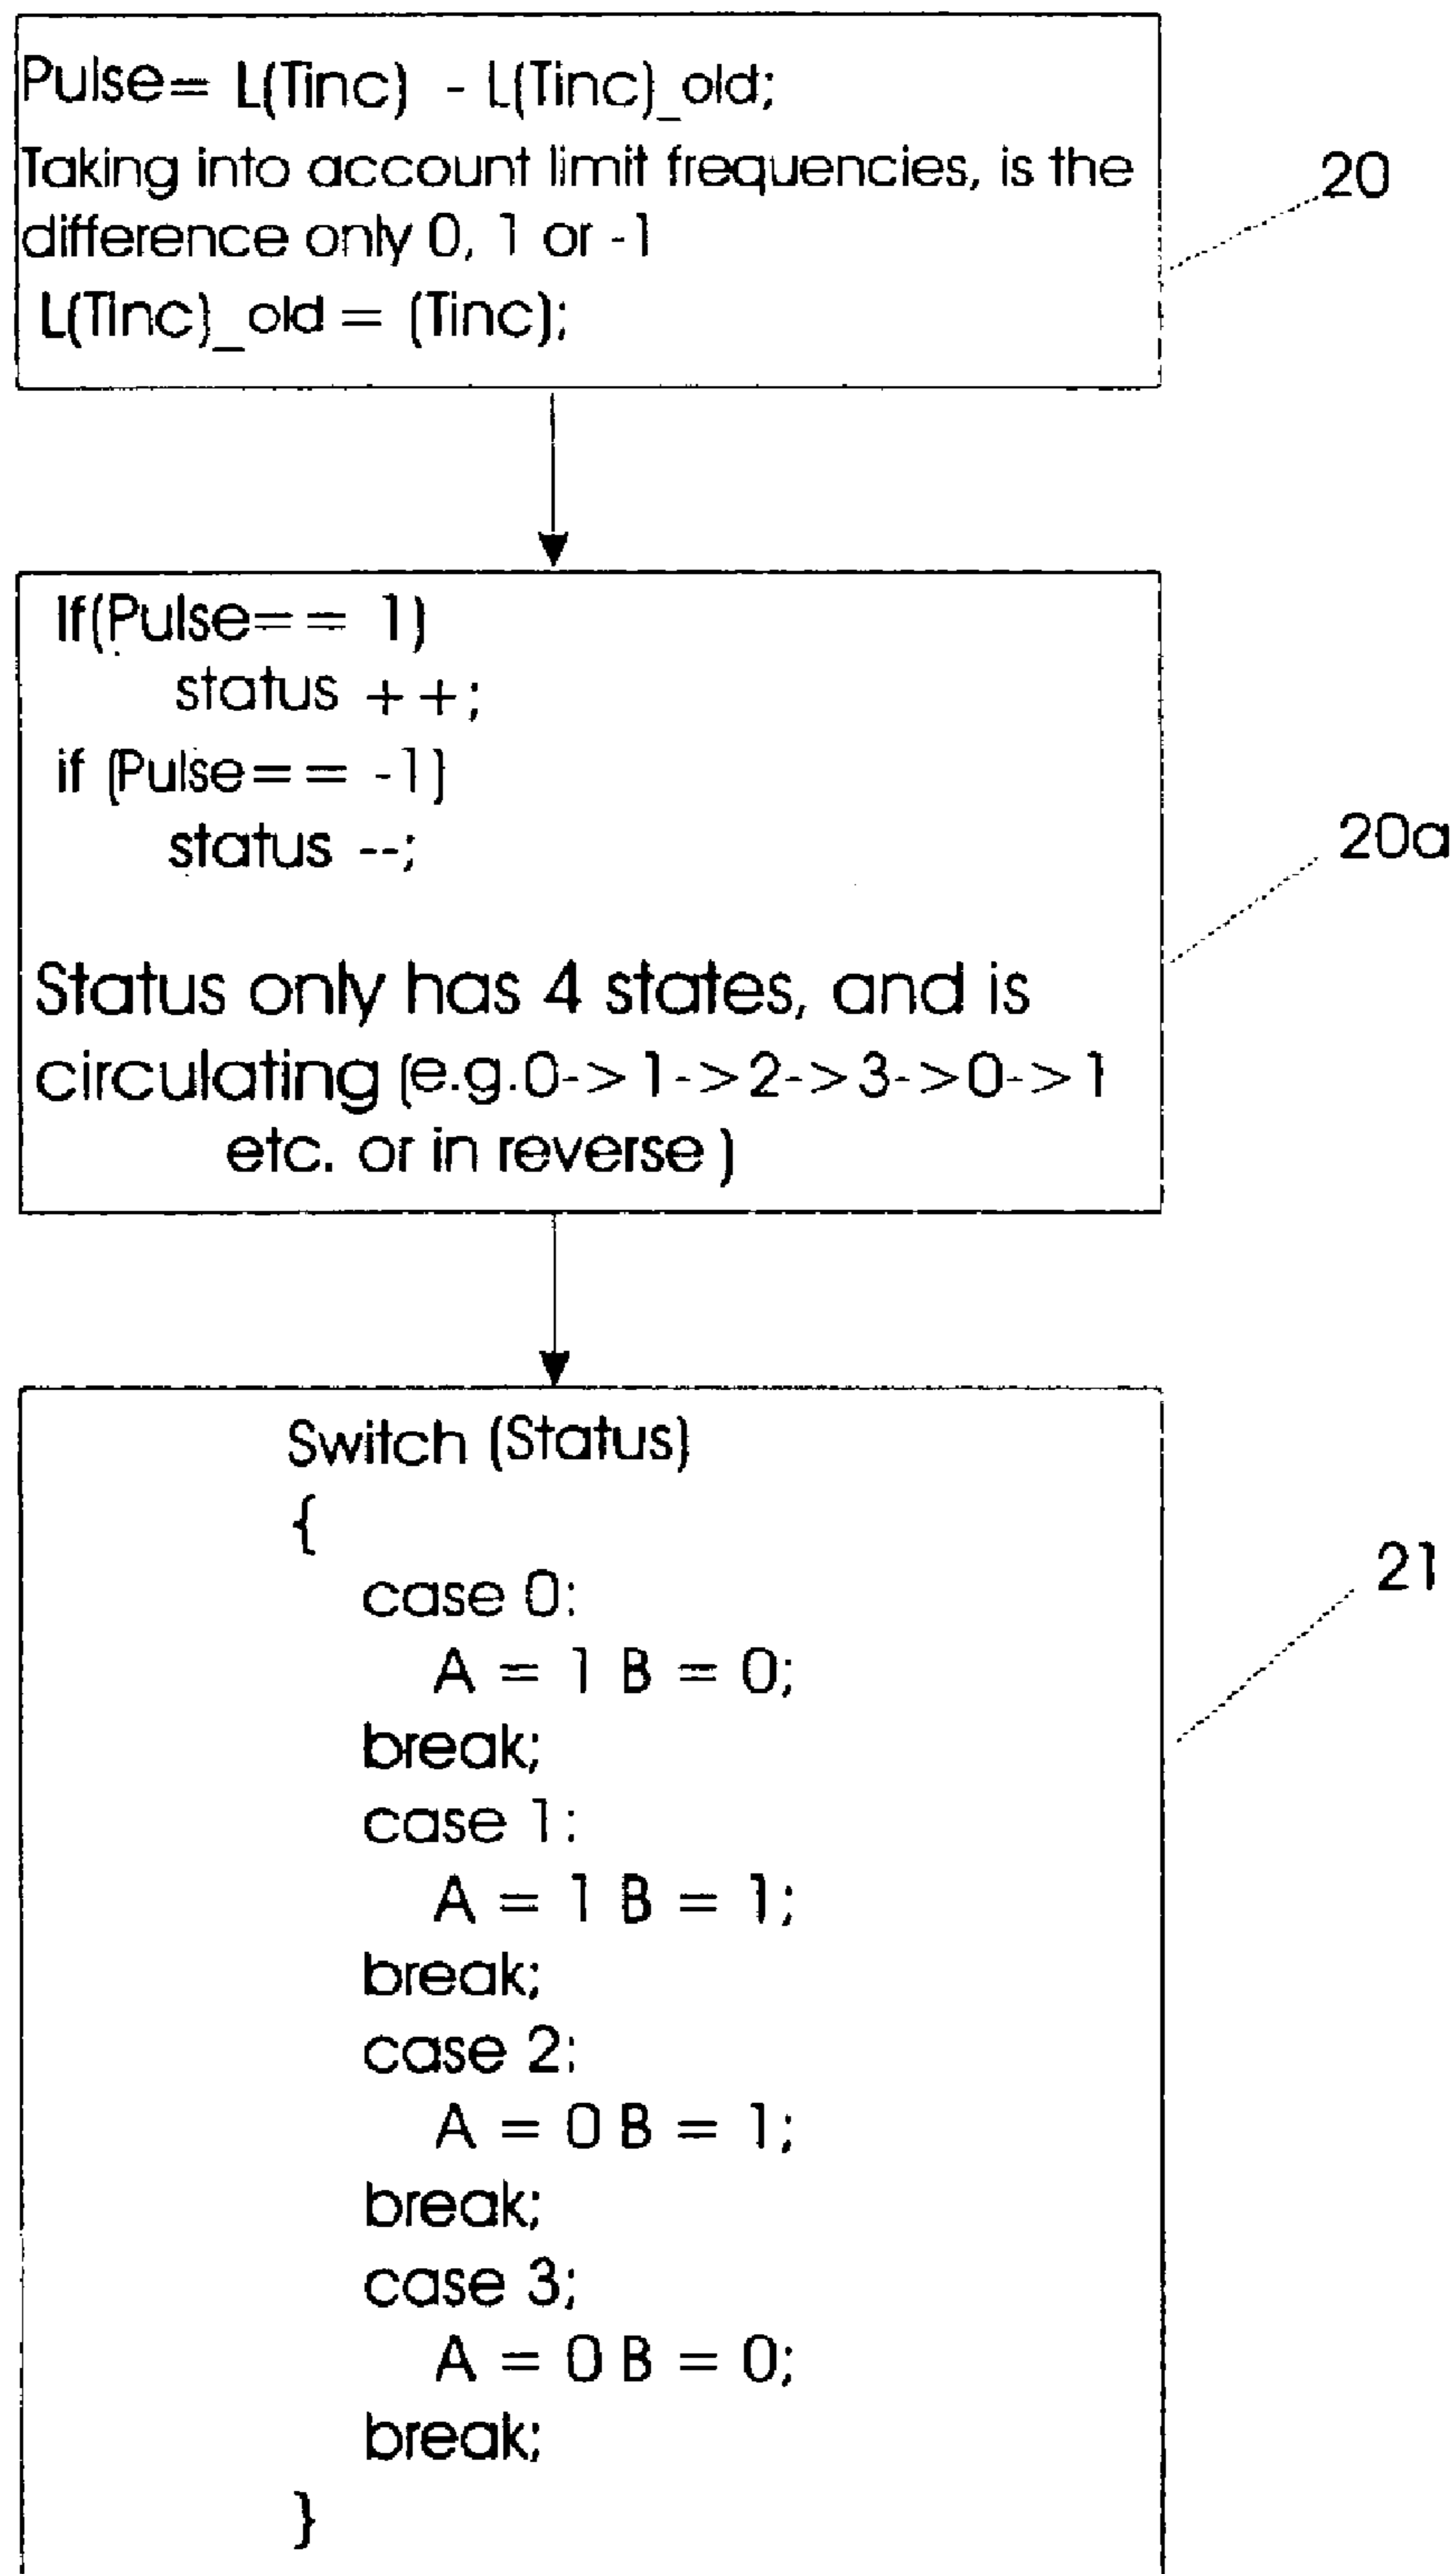 Pulse= L(Tinc) - L(Tinc)_old;
Taking into account limit frequencies, is the
difference only 0, 1 or -1
L(Tinc)_old = (Tinc);
20
If(Pulse== 1)
status ++;
if (Pulse== -1)
status --;
20a
Status only has 4 states, and is
circulating (e.g.0->1->2->3->0->1
etc. or in reverse)
Switch (Status)
{
21
case 0:
A = 1 B = 0;
break;
case 1:
A = 1 B = 1;
break;
case 2:
A = 0 B = 1;
break;
case 3;
A = 0 B = 0;
break;
}